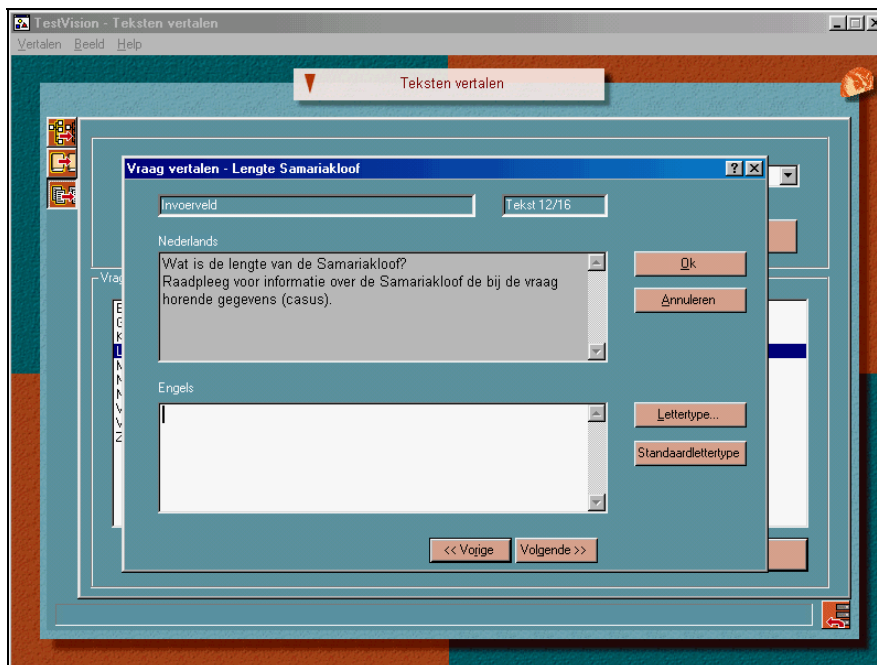 TestVision - Teksten vertalen
Vertalen Beeld Help
Teksten vertalen
Vraag vertalen - Lengte Samariakloof
Invoerveld
Tekst 12/16
Nederlands
Wat is de lengte van de Samariakloof?
Raadpleeg voor informatie over de Samariakloof de bij de vraag
horende gegevens (casus).
Ok
Annuleren
Engels
Lettertype...
Standaardlettertype
<< Vorige
Volgende >>